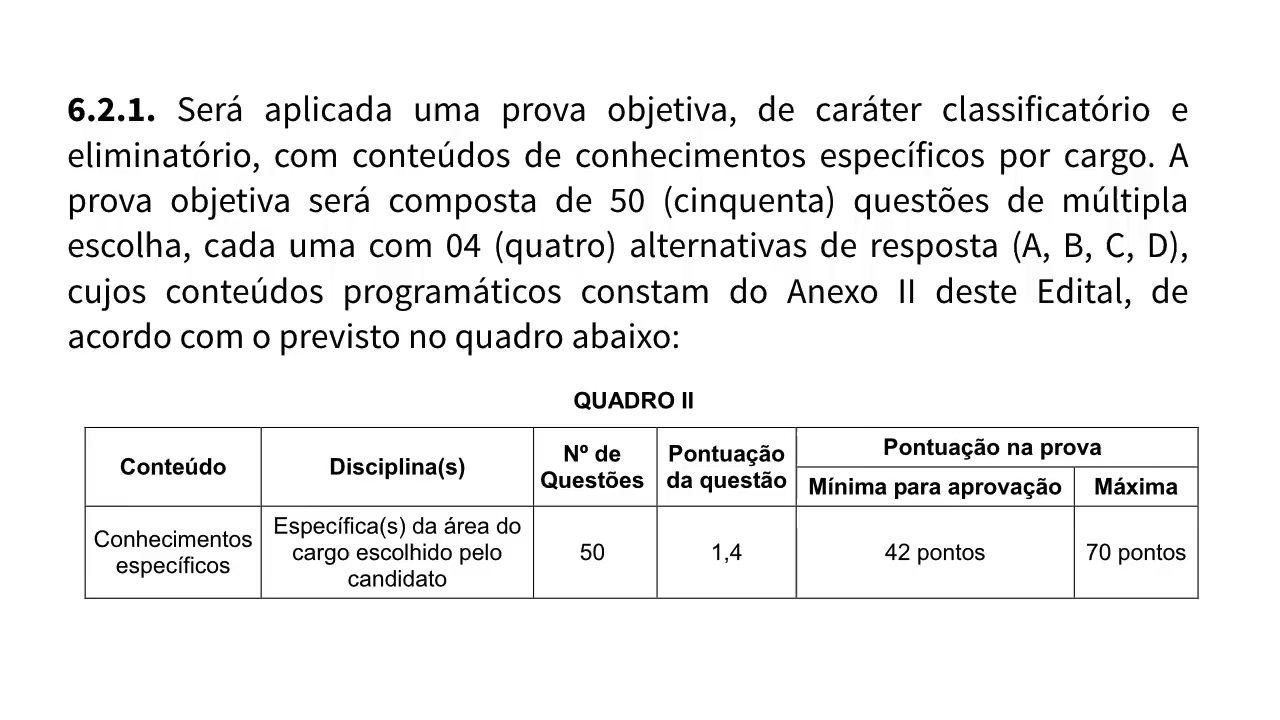 6.2.1. Será aplicada uma prova objetiva, de caráter classificatório e
eliminatório, com conteúdos de conhecimentos específicos por cargo. A
prova objetiva será composta de 50 (cinquenta) questões de múltipla
escolha, cada uma com 04 (quatro) alternativas de resposta (A, B, C, D),
cujos conteúdos programáticos constam do Anexo II deste Edital, de
acordo com o previsto no quadro abaixo:
QUADRO II
Conteúdo
Disciplina(s)
Nº de
Questões
Pontuação
da questão
Pontuação na prova
Mínima para aprovação
Máxima
Conhecimentos
específicos
Específica(s) da área do
cargo escolhido pelo
candidato
50
1,4
42 pontos
70 pontos